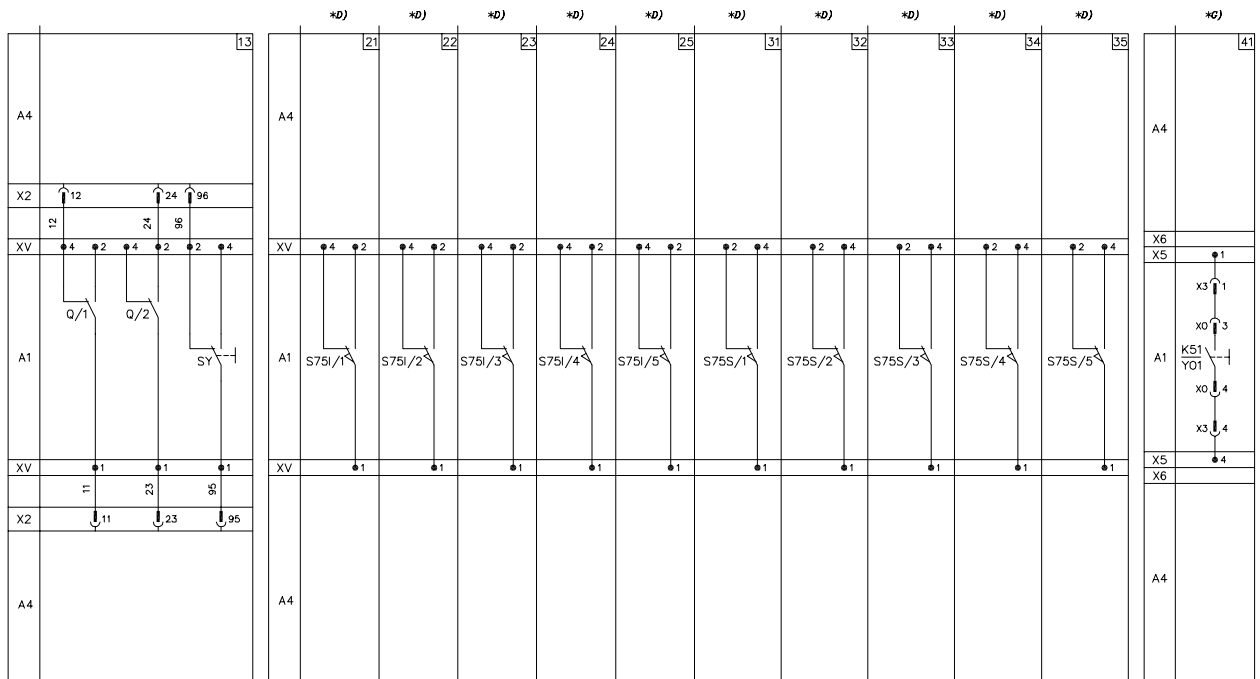 *D) *D) *D) *D) *D) *D) *D) *D) *D) *D) *G)
13 21 22 23 24 25 31 32 33 34 35 41
A4 A4 A4
X2 12 24 96
12 24 96
X6
XV 4 2 4 2 2 4 XV 4 2 4 2 4 2 4 2 4 2 2 4 2 4 2 4 2 4 2 4
X5 1
X3 1
Q/1 Q/2
X0 3
A1 SY A1 S75I/1 S75I/2 S75I/3 S75I/4 S75I/5 S75S/1 S75S/2 S75S/3 S75S/4 S75S/5 A1 K51
Y01
X0 4
X3 4
X5 4
XV 1 1 1 XV 1 1 1 1 1 1 1 1 1 1
X6
11 23 95
X2 11 23 95
A4
A4 A4